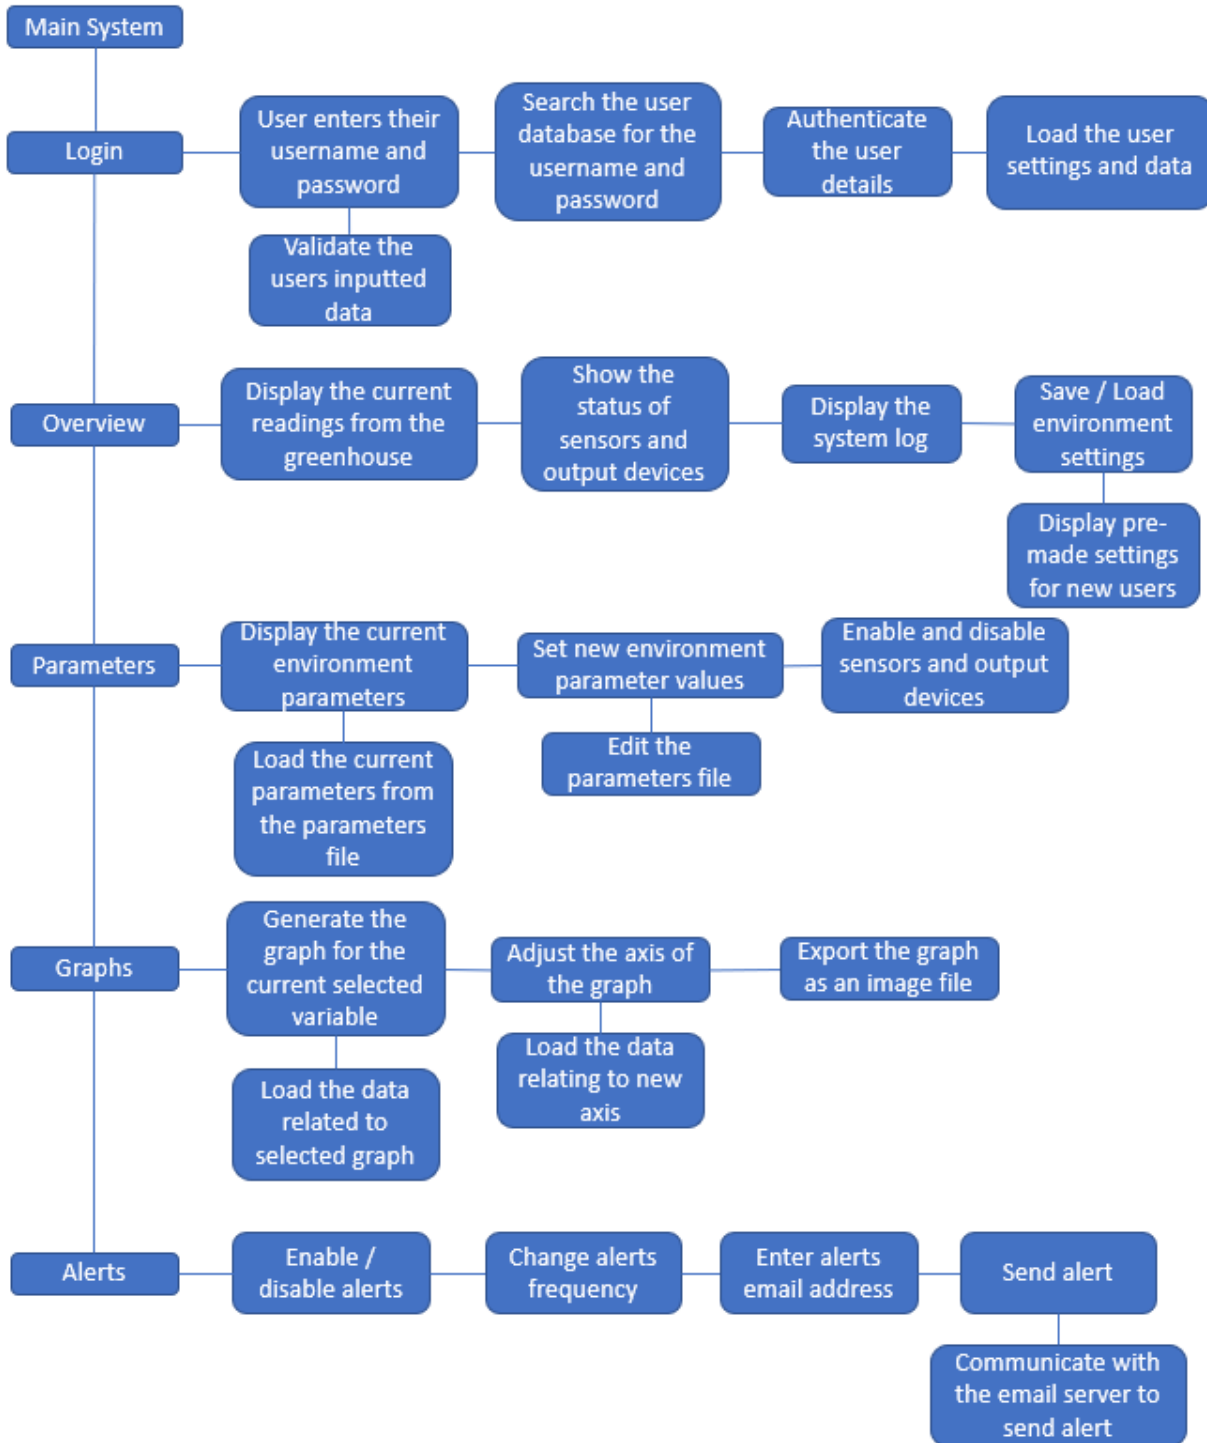 Main System
Login
User enters their
username and
password
Search the user
database for the
username and
password
Authenticate
the user
details
Load the user
settings and data
Validate the
users inputted
data
Overview
Display the current
readings from the
greenhouse
Show the
status of
sensors and
output devices
Display the
system log
Save / Load
environment
settings
Display pre-
made settings
for new users
Parameters
Display the current
environment
parameters
Set new environment
parameter values
Enable and disable
sensors and output
devices
Load the current
parameters from
the parameters
file
Edit the
parameters file
Graphs
Generate the
graph for the
current selected
variable
Adjust the axis of
the graph
Export the graph
as an image file
Load the data
related to
selected graph
Load the data
relating to new
axis
Alerts
Enable /
disable alerts
Change alerts
frequency
Enter alerts
email address
Send alert
Communicate with
the email server to
send alert